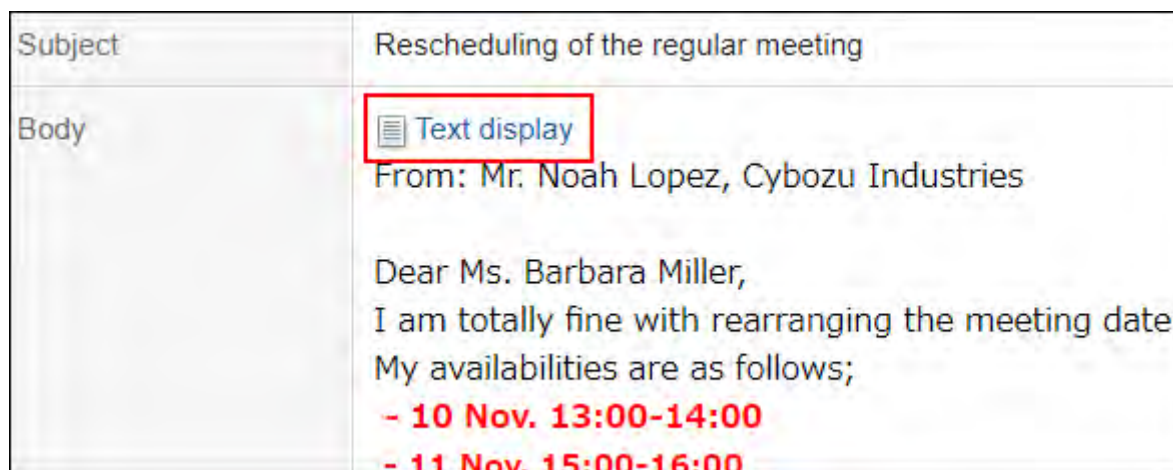 Subject
Rescheduling of the regular meeting
Body
Text display
From: Mr. Noah Lopez, Cybozu Industries
Dear Ms. Barbara Miller,
I am totally fine with rearranging the meeting date
My availabilities are as follows;
- 10 Nov. 13:00-14:00
- 11 Nov. 15:00-16:00